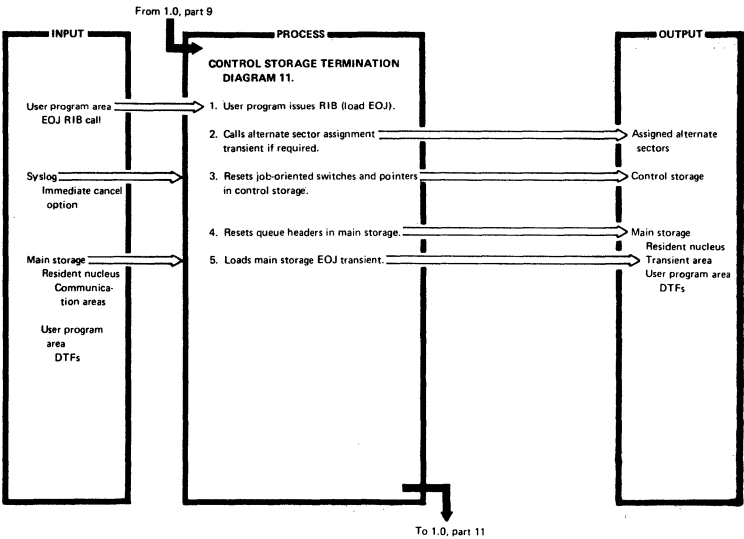 From 1.0, part 9
INPUT
User program area
EOJ RIB call
Syslog
Immediate cancel
option
Main storage
Resident nucleus
Communica-
tion areas
User program
area
DTFs
PROCESS
CONTROL STORAGE TERMINATION
DIAGRAM 11.
1. User program issues RIB (load EOJ).
2. Calls alternate sector assignment
transient if required.
3. Resets job-oriented switches and pointers
in control storage.
4. Resets queue headers in main storage.
5. Loads main storage EOJ transient.
OUTPUT
Assigned alternate
sectors
Control storage
Main storage
Resident nucleus
Transient area
User program area
DTFs
To 1.0, part 11